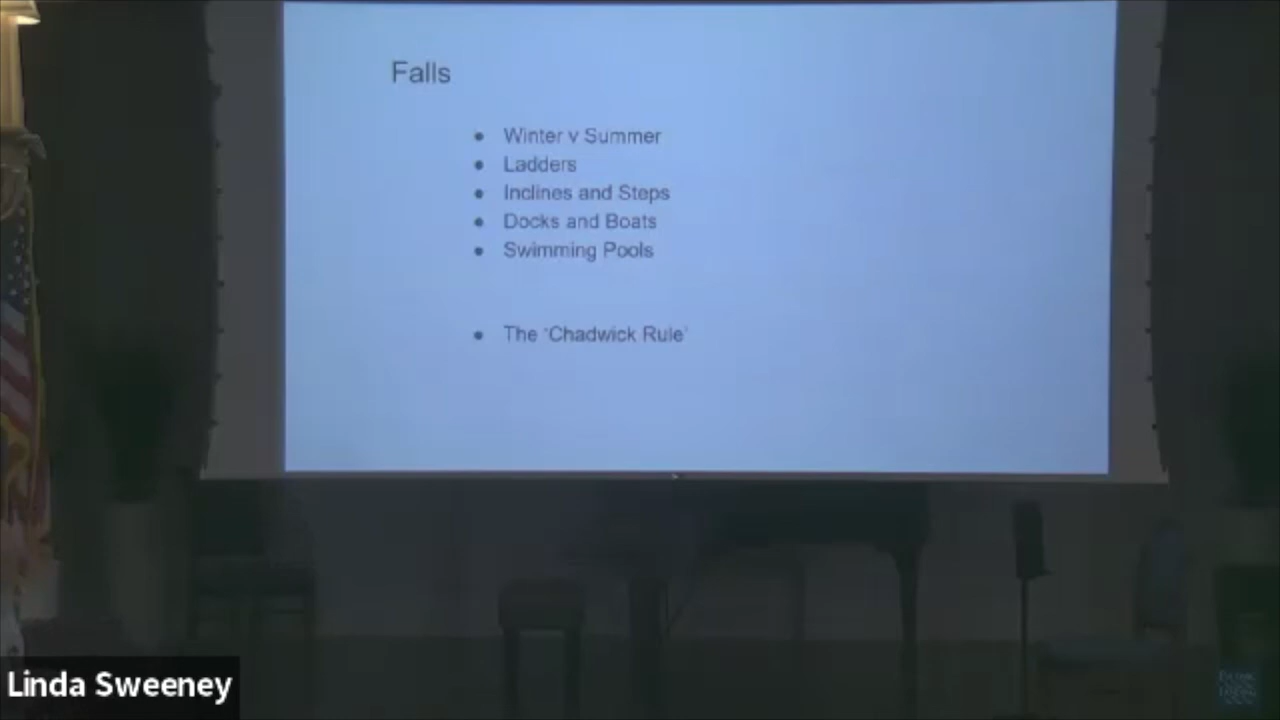 Falls
● Winter v Summer
● Ladders
● Inclines and Steps
● Docks and Boats
● Swimming Pools
● The ‘Chadwick Rule’
Linda Sweeney